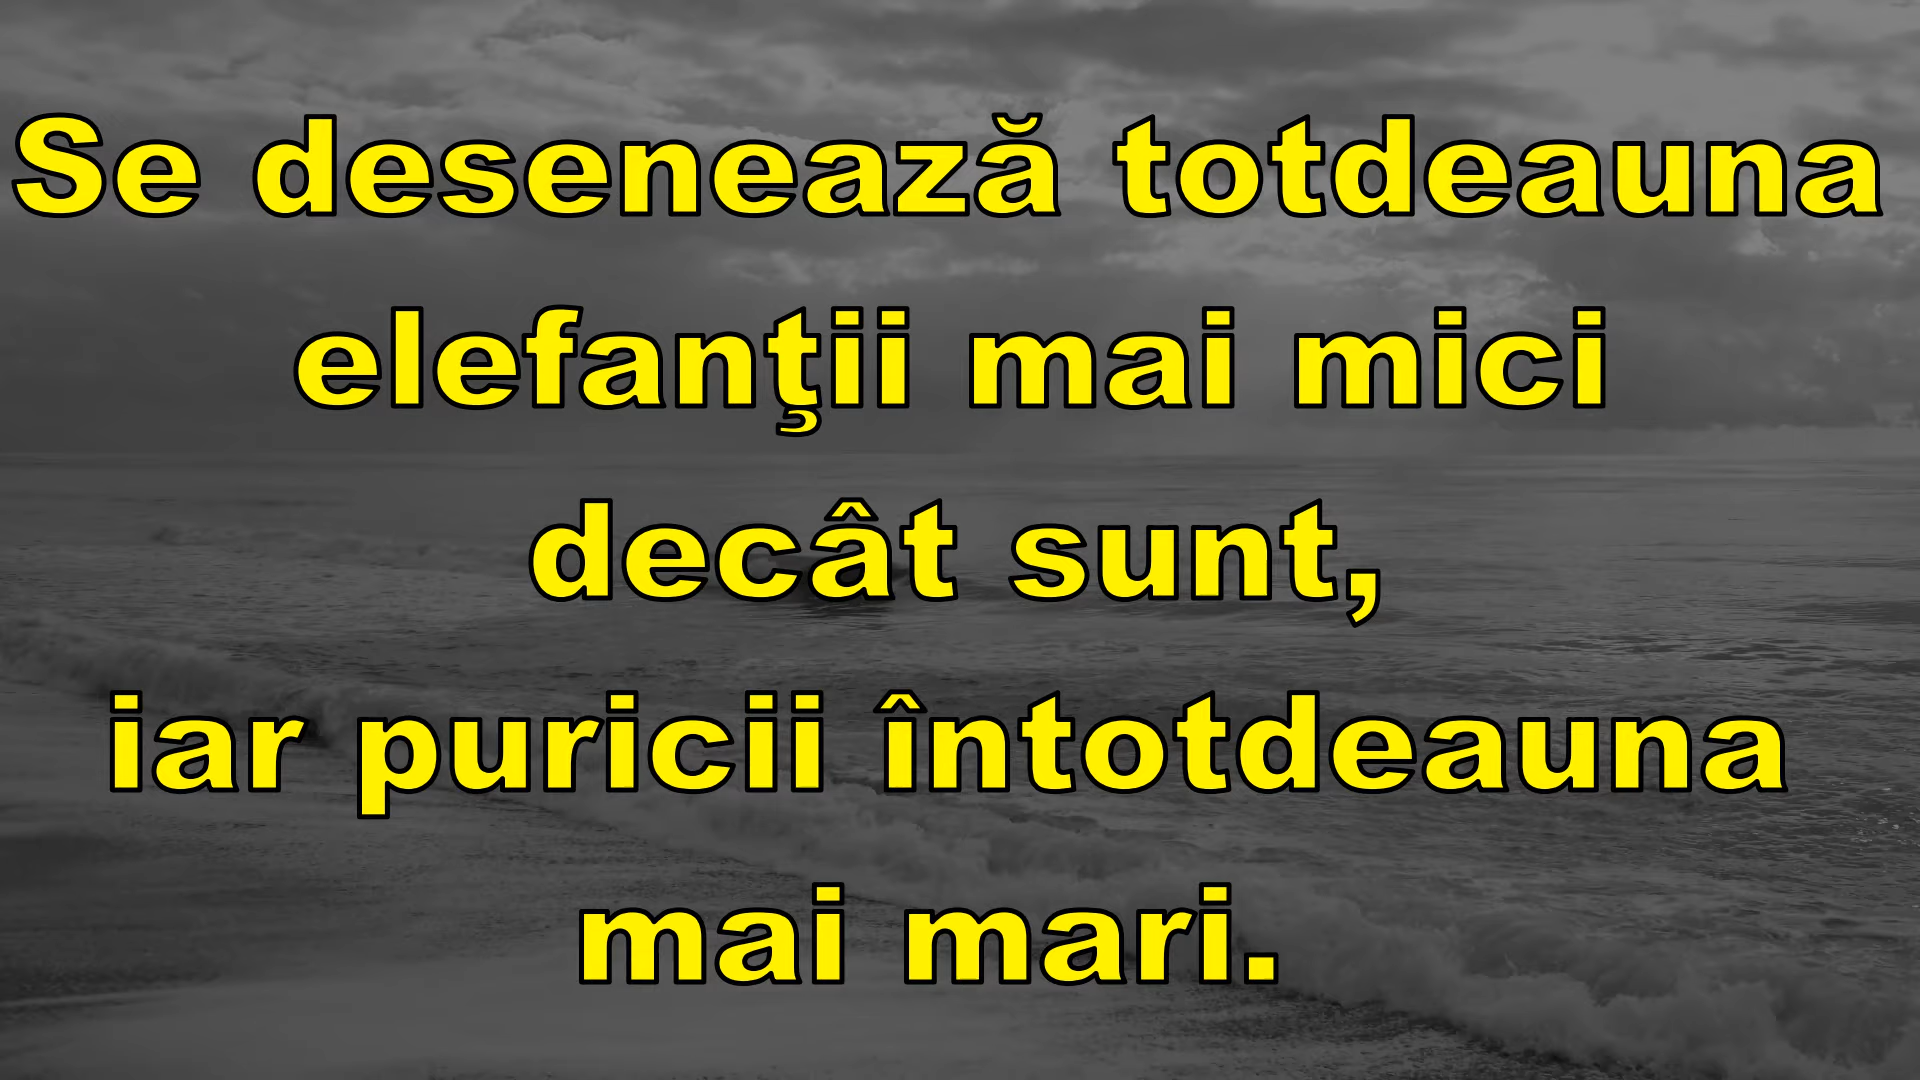 Se desenează totdeauna
elefanţii mai mici
decât sunt,
iar puricii întotdeauna
mai mari.